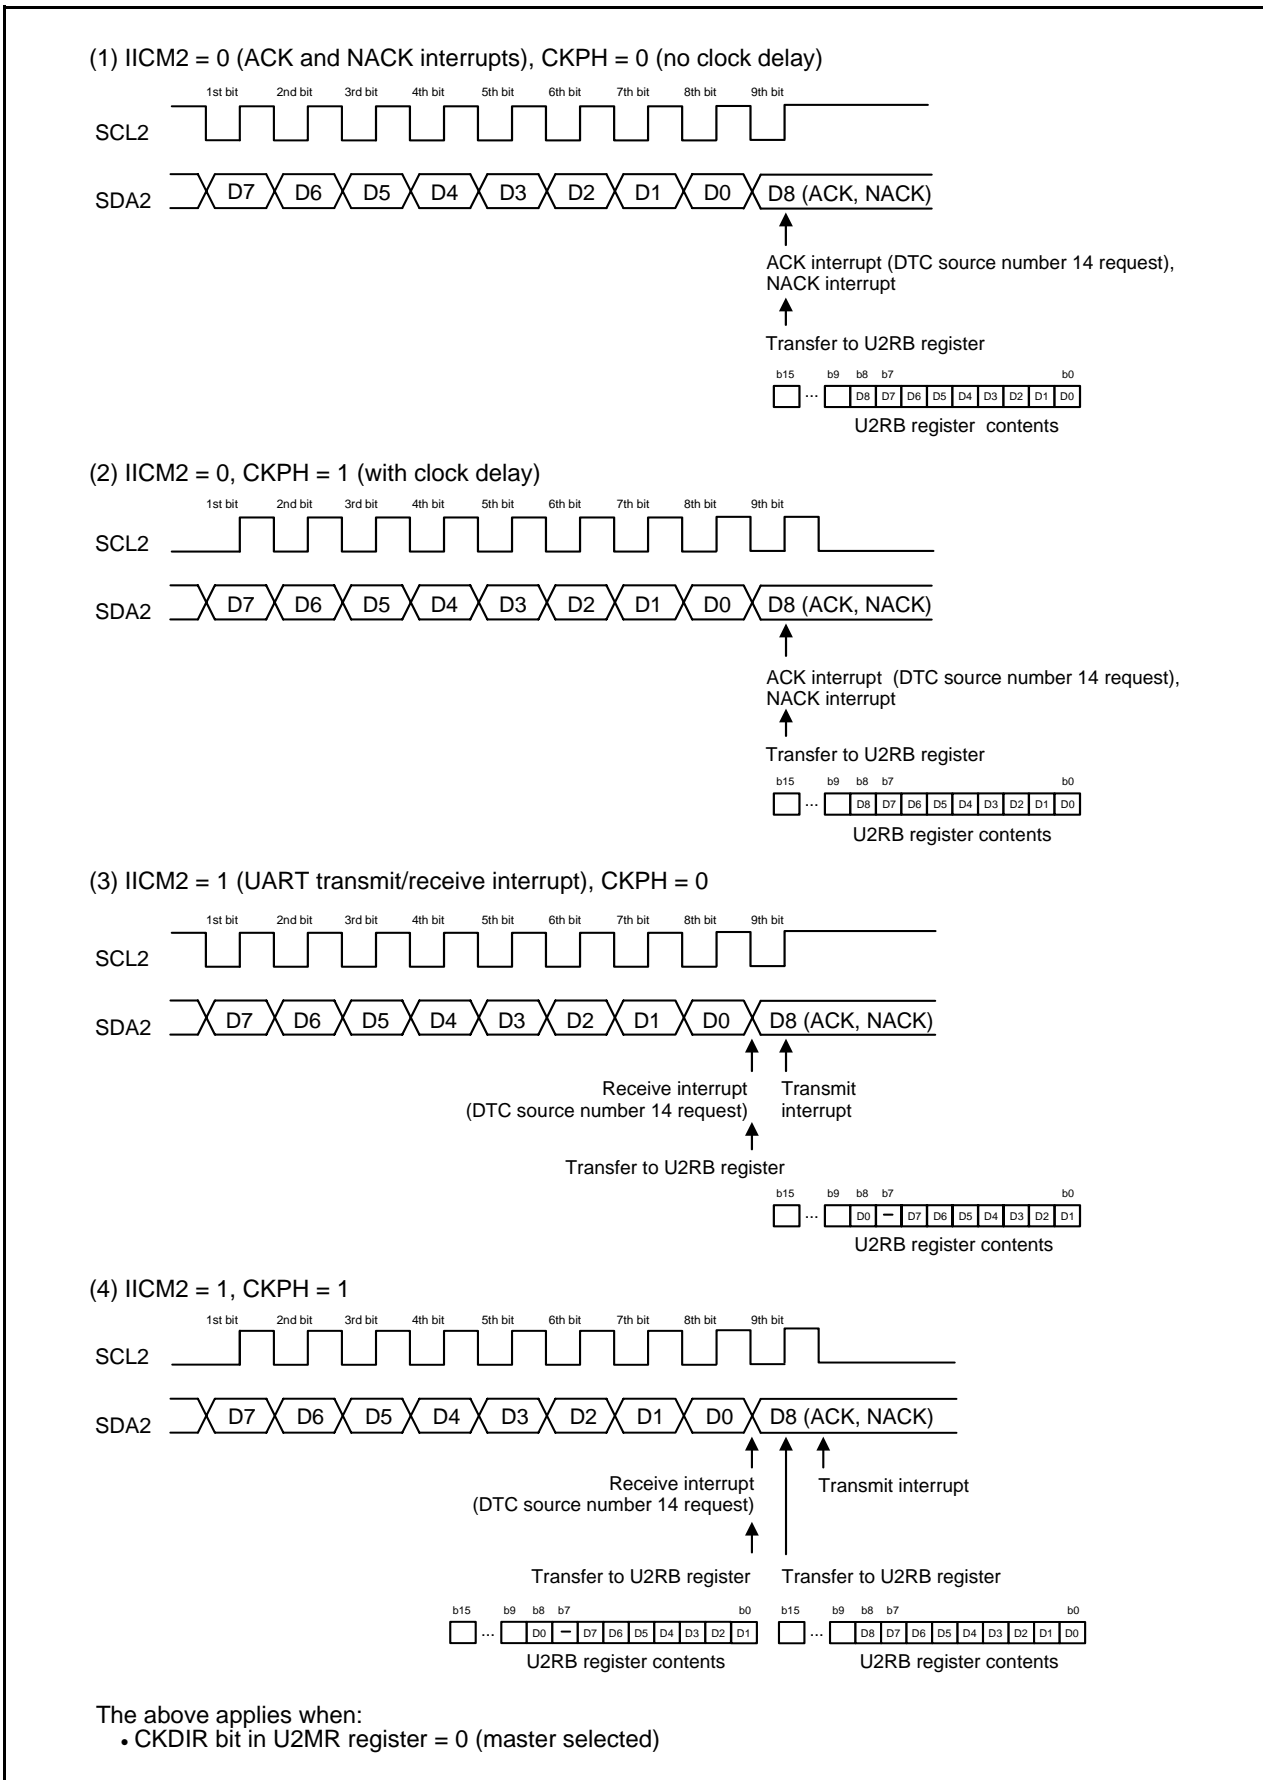 (1) IICM2 = 0 (ACK and NACK interrupts), CKPH = 0 (no clock delay)
1st bit 2nd bit 3rd bit 4th bit 5th bit 6th bit 7th bit 8th bit 9th bit
SCL2
SDA2 D7 D6 D5 D4 D3 D2 D1 D0 D8 (ACK, NACK)
ACK interrupt (DTC source number 14 request),
NACK interrupt
Transfer to U2RB register
b15 b9 b8 b7 b0
... D8 D7 D6 D5 D4 D3 D2 D1 D0
U2RB register contents
(2) IICM2 = 0, CKPH = 1 (with clock delay)
1st bit 2nd bit 3rd bit 4th bit 5th bit 6th bit 7th bit 8th bit 9th bit
SCL2
SDA2 D7 D6 D5 D4 D3 D2 D1 D0 D8 (ACK, NACK)
ACK interrupt (DTC source number 14 request),
NACK interrupt
Transfer to U2RB register
b15 b9 b8 b7 b0
... D8 D7 D6 D5 D4 D3 D2 D1 D0
U2RB register contents
(3) IICM2 = 1 (UART transmit/receive interrupt), CKPH = 0
1st bit 2nd bit 3rd bit 4th bit 5th bit 6th bit 7th bit 8th bit 9th bit
SCL2
SDA2 D7 D6 D5 D4 D3 D2 D1 D0 D8 (ACK, NACK)
Receive interrupt Transmit
(DTC source number 14 request) interrupt
Transfer to U2RB register
b15 b9 b8 b7 b0
... D0 – D7 D6 D5 D4 D3 D2 D1
U2RB register contents
(4) IICM2 = 1, CKPH = 1
1st bit 2nd bit 3rd bit 4th bit 5th bit 6th bit 7th bit 8th bit 9th bit
SCL2
SDA2 D7 D6 D5 D4 D3 D2 D1 D0 D8 (ACK, NACK)
Receive interrupt Transmit interrupt
(DTC source number 14 request)
Transfer to U2RB register Transfer to U2RB register
b15 b9 b8 b7 b0 b15 b9 b8 b7 b0
... D0 – D7 D6 D5 D4 D3 D2 D1 ... D8 D7 D6 D5 D4 D3 D2 D1 D0
U2RB register contents U2RB register contents
The above applies when:
• CKDIR bit in U2MR register = 0 (master selected)